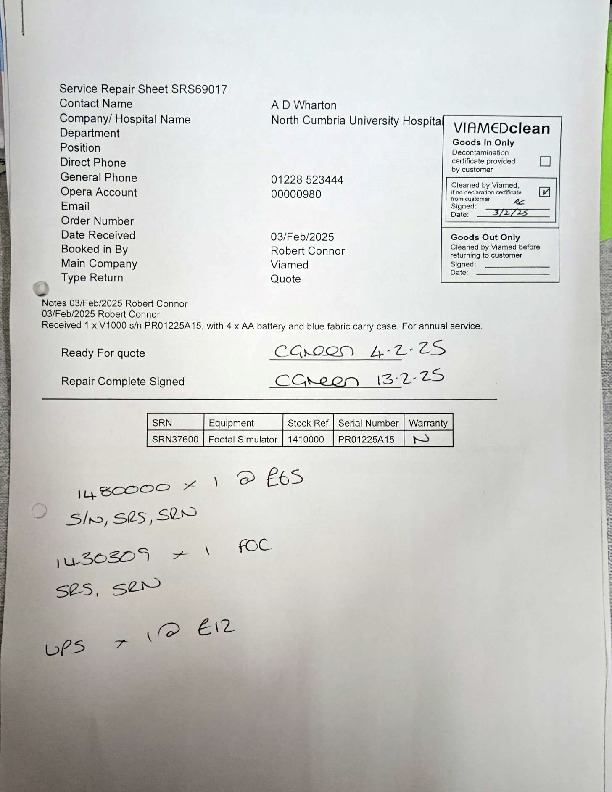 Service Repair Sheet SRS69017
Contact Name A D Wharton
Company/ Hospital Name North Cumbria University Hospital
Department
Position
Direct Phone
General Phone 01228 523444
Opera Account 00000980
Email
Order Number
Date Received 03/Feb/2025
Booked in By Robert Connor
Main Company Viamed
Type Return Quote
VIAMEDclean
Goods In Only
Decontamination
certificate provided
by customer
Cleaned by Viamed,
if no declaration certificate
from customer
Signed:
Date: 3/2/25
Goods Out Only
Cleaned by Viamed before
returning to customer
Signed:
Date:
Notes 03/Feb/2025 Robert Connor
03/Feb/2025 Robert Connor
Received 1 x V1000 s/n PR01225A15, with 4 x AA battery and blue fabric carry case. For annual service.
Ready For quote CGreen 4-2-25
Repair Complete Signed CGreen 13-2-25
SRN Equipment Stock Ref Serial Number Warranty
SRN37600 Foetal Simulator 1410000 PR01225A15 N
1480000 x 1 @ £65
S/N, SRS, SRN
1430309 x 1 FOC
SRS, SRN
UPS x 1 @ £12